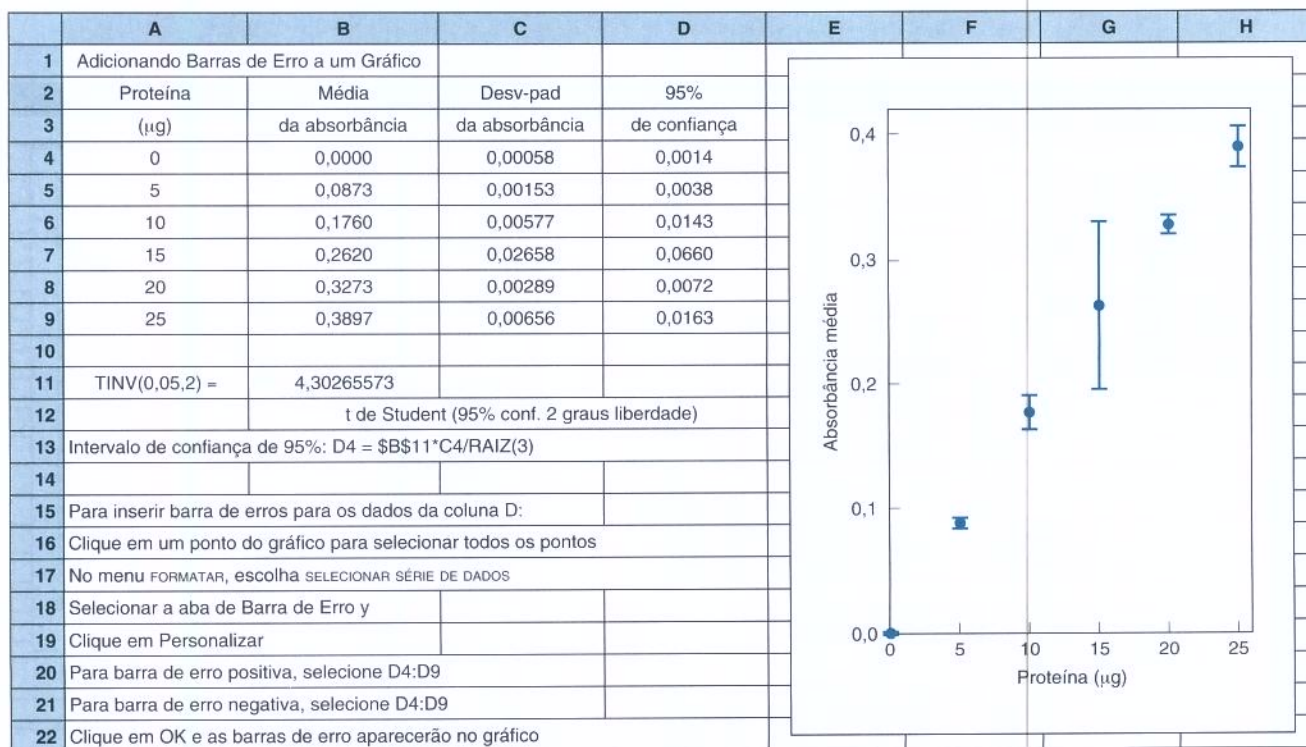 A B C D E F G H
1 Adicionando Barras de Erro a um Gráfico
2 Proteína Média Desv-pad 95%
3 (μg) da absorbância da absorbância de confiança
4 0 0,0000 0,00058 0,0014
5 5 0,0873 0,00153 0,0038
6 10 0,1760 0,00577 0,0143
7 15 0,2620 0,02658 0,0660
8 20 0,3273 0,00289 0,0072
9 25 0,3897 0,00656 0,0163
10
11 TINV(0,05,2) = 4,30265573
12 t de Student (95% conf. 2 graus liberdade)
13 Intervalo de confiança de 95%: D4 = $B$11*C4/RAIZ(3)
14
15 Para inserir barra de erros para os dados da coluna D:
16 Clique em um ponto do gráfico para selecionar todos os pontos
17 No menu FORMATAR, escolha SELECIONAR SÉRIE DE DADOS
18 Selecionar a aba de Barra de Erro y
19 Clique em Personalizar
20 Para barra de erro positiva, selecione D4:D9
21 Para barra de erro negativa, selecione D4:D9
22 Clique em OK e as barras de erro aparecerão no gráfico
Absorbância média
0,4
0,3
0,2
0,1
0,0
0 5 10 15 20 25
Proteína (μg)